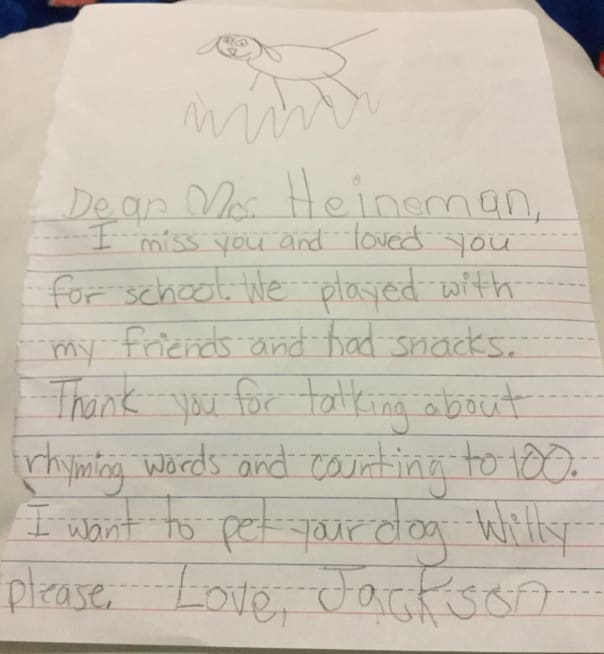 Dear Mrs. Heineman,
I miss you and loved you
for school. We played with
my friends and had snacks.
Thank you for talking about
rhyming words and counting to 100.
I want to pet your dog Willy
please. Love, Jackson